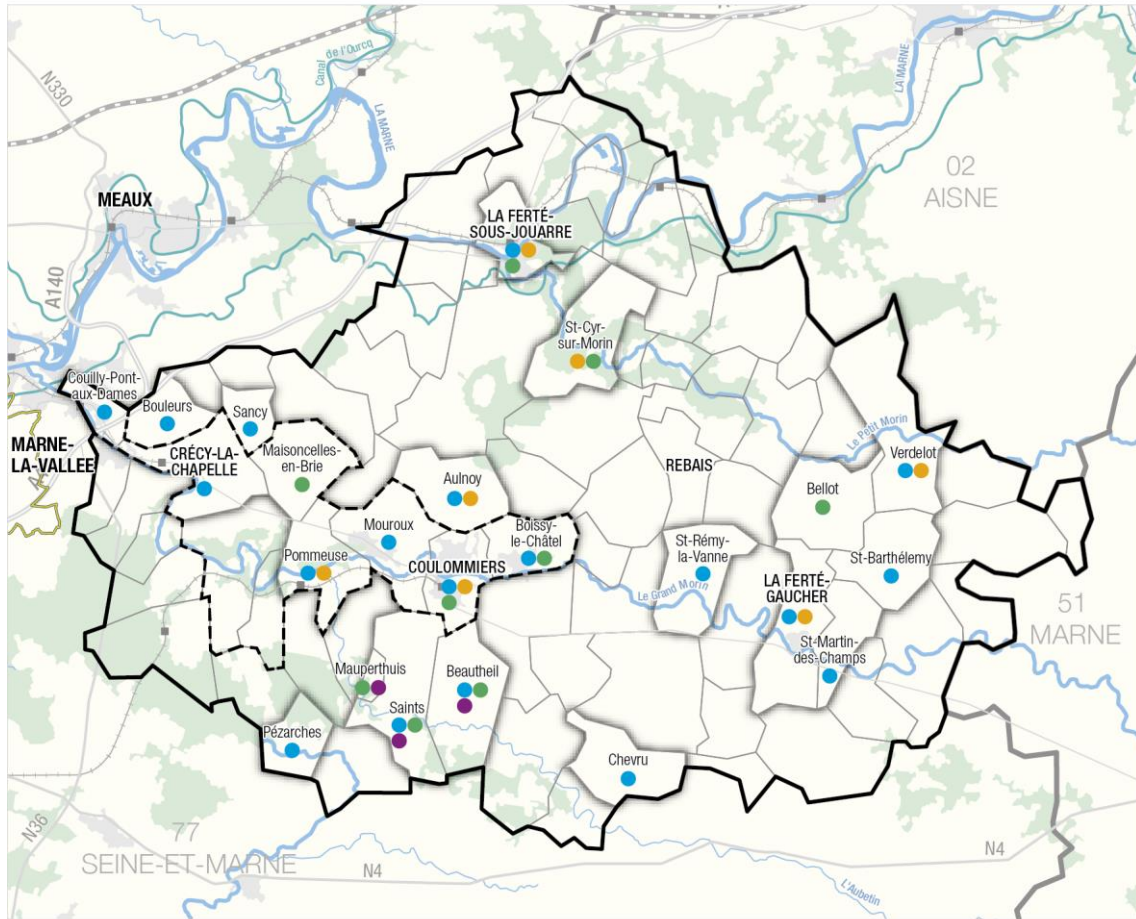 Canal de l'Ourcq
N330
LA MARNE
LA MARNE
02
AISNE
MEAUX
LA FERTÉ-
SOUS-JOUARRE
A140
St-Cyr-
sur-Morin
Couilly-Pont-
aux-Dames
Bouleurs
Sancy
Le Petit Morin
MARNE-
LA-VALLEE
CRÉCY-LA-
CHAPELLE
Maisoncelles-
en-Brie
REBAIS
Verdelot
Aulnoy
Bellot
Mouroux
Boissy-
le-Châtel
St-Rémy-
la-Vanne
St-Barthélemy
Pommeuse
COULOMMIERS
Le Grand Morin
LA FERTÉ-
GAUCHER
51
MARNE
St-Martin-
des-Champs
Mauperthuis
Beautheil
Saints
Pézarches
Chevru
N36
77
SEINE-ET-MARNE
N4
N4
L'Aubetin